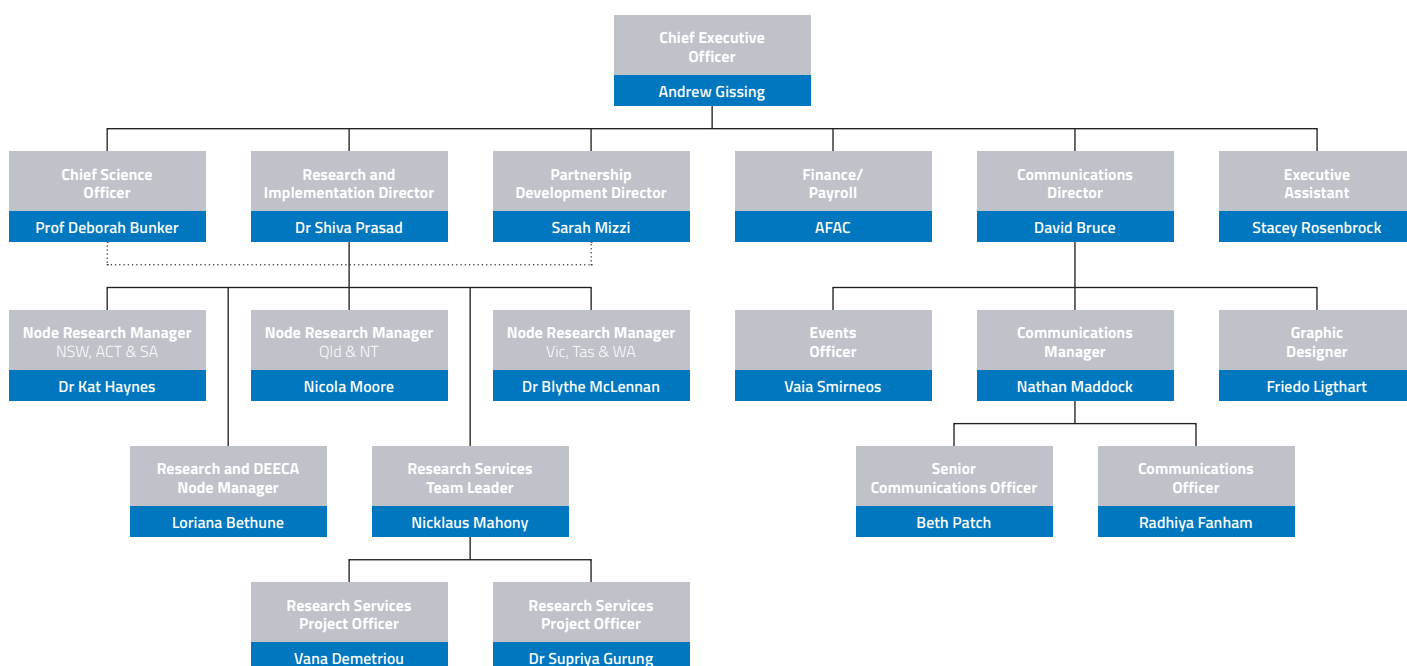 Chief Executive
Officer
Andrew Gissing
Chief Science
Officer
Prof Deborah Bunker
Research and
Implementation Director
Dr Shiva Prasad
Partnership
Development Director
Sarah Mizzi
Finance/
Payroll
AFAC
Communications
Director
David Bruce
Executive
Assistant
Stacey Rosenbrock
Node Research Manager
NSW, ACT & SA
Dr Kat Haynes
Node Research Manager
Qld & NT
Nicola Moore
Node Research Manager
Vic, Tas & WA
Dr Blythe McLennan
Events
Officer
Vaia Smirneos
Communications
Manager
Nathan Maddock
Graphic
Designer
Friedo Ligthart
Research and DEECA
Node Manager
Loriana Bethune
Research Services
Team Leader
Nicklaus Mahony
Senior
Communications Officer
Beth Patch
Communications
Officer
Radhiya Fanham
Research Services
Project Officer
Vana Demetriou
Research Services
Project Officer
Dr Supriya Gurung